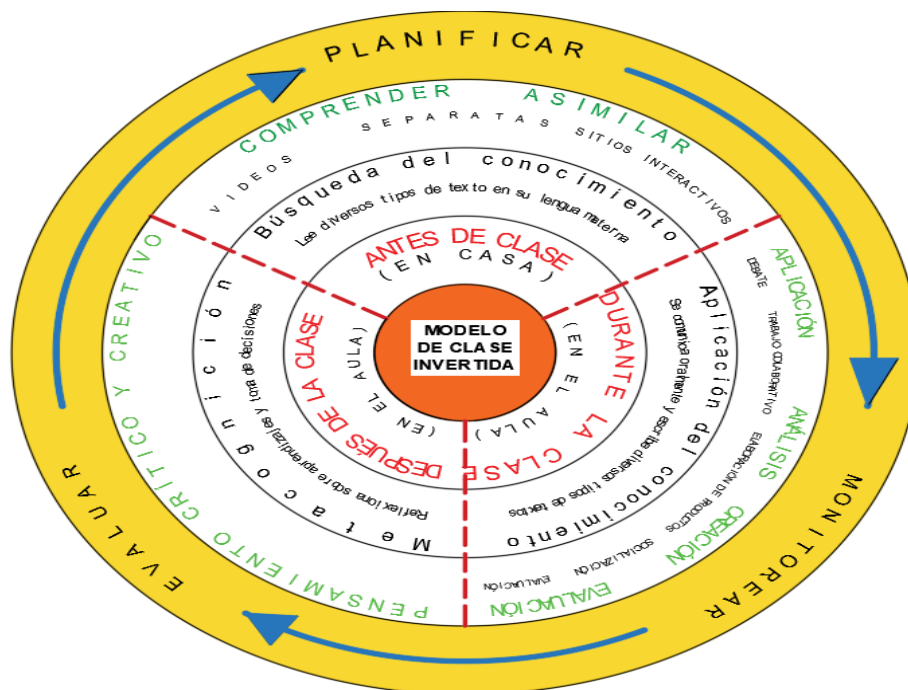 PLANIFICAR
COMPRENDER ASIMILAR
VIDEOS SEPARATAS SITIOS INTERACTIVOS
Búsqueda del conocimiento
Lee diversos tipos de texto en su lengua materna
ANTES DE CLASE
(EN CASA)
MODELO
DE CLASE
INVERTIDA
DURANTE LA CLASE
(EN EL AULA)
Aplicación del conocimiento
Se comunica oralmente y escribe diversos tipos de textos
APLICACIÓN
ANÁLISIS
CREACIÓN
EVALUACIÓN
DEBATE
TRABAJO COLABORATIVO
ELABORACIÓN DE PRODUCTOS
SOCIALIZACIÓN
EVALUACIÓN
MONITOREAR
DESPUÉS DE LA CLASE
(EN EL AULA)
Metacognición
Reflexiona sobre aprendizajes y toma de decisiones
PENSAMIENTO CRÍTICO Y CREATIVO
EVALUAR